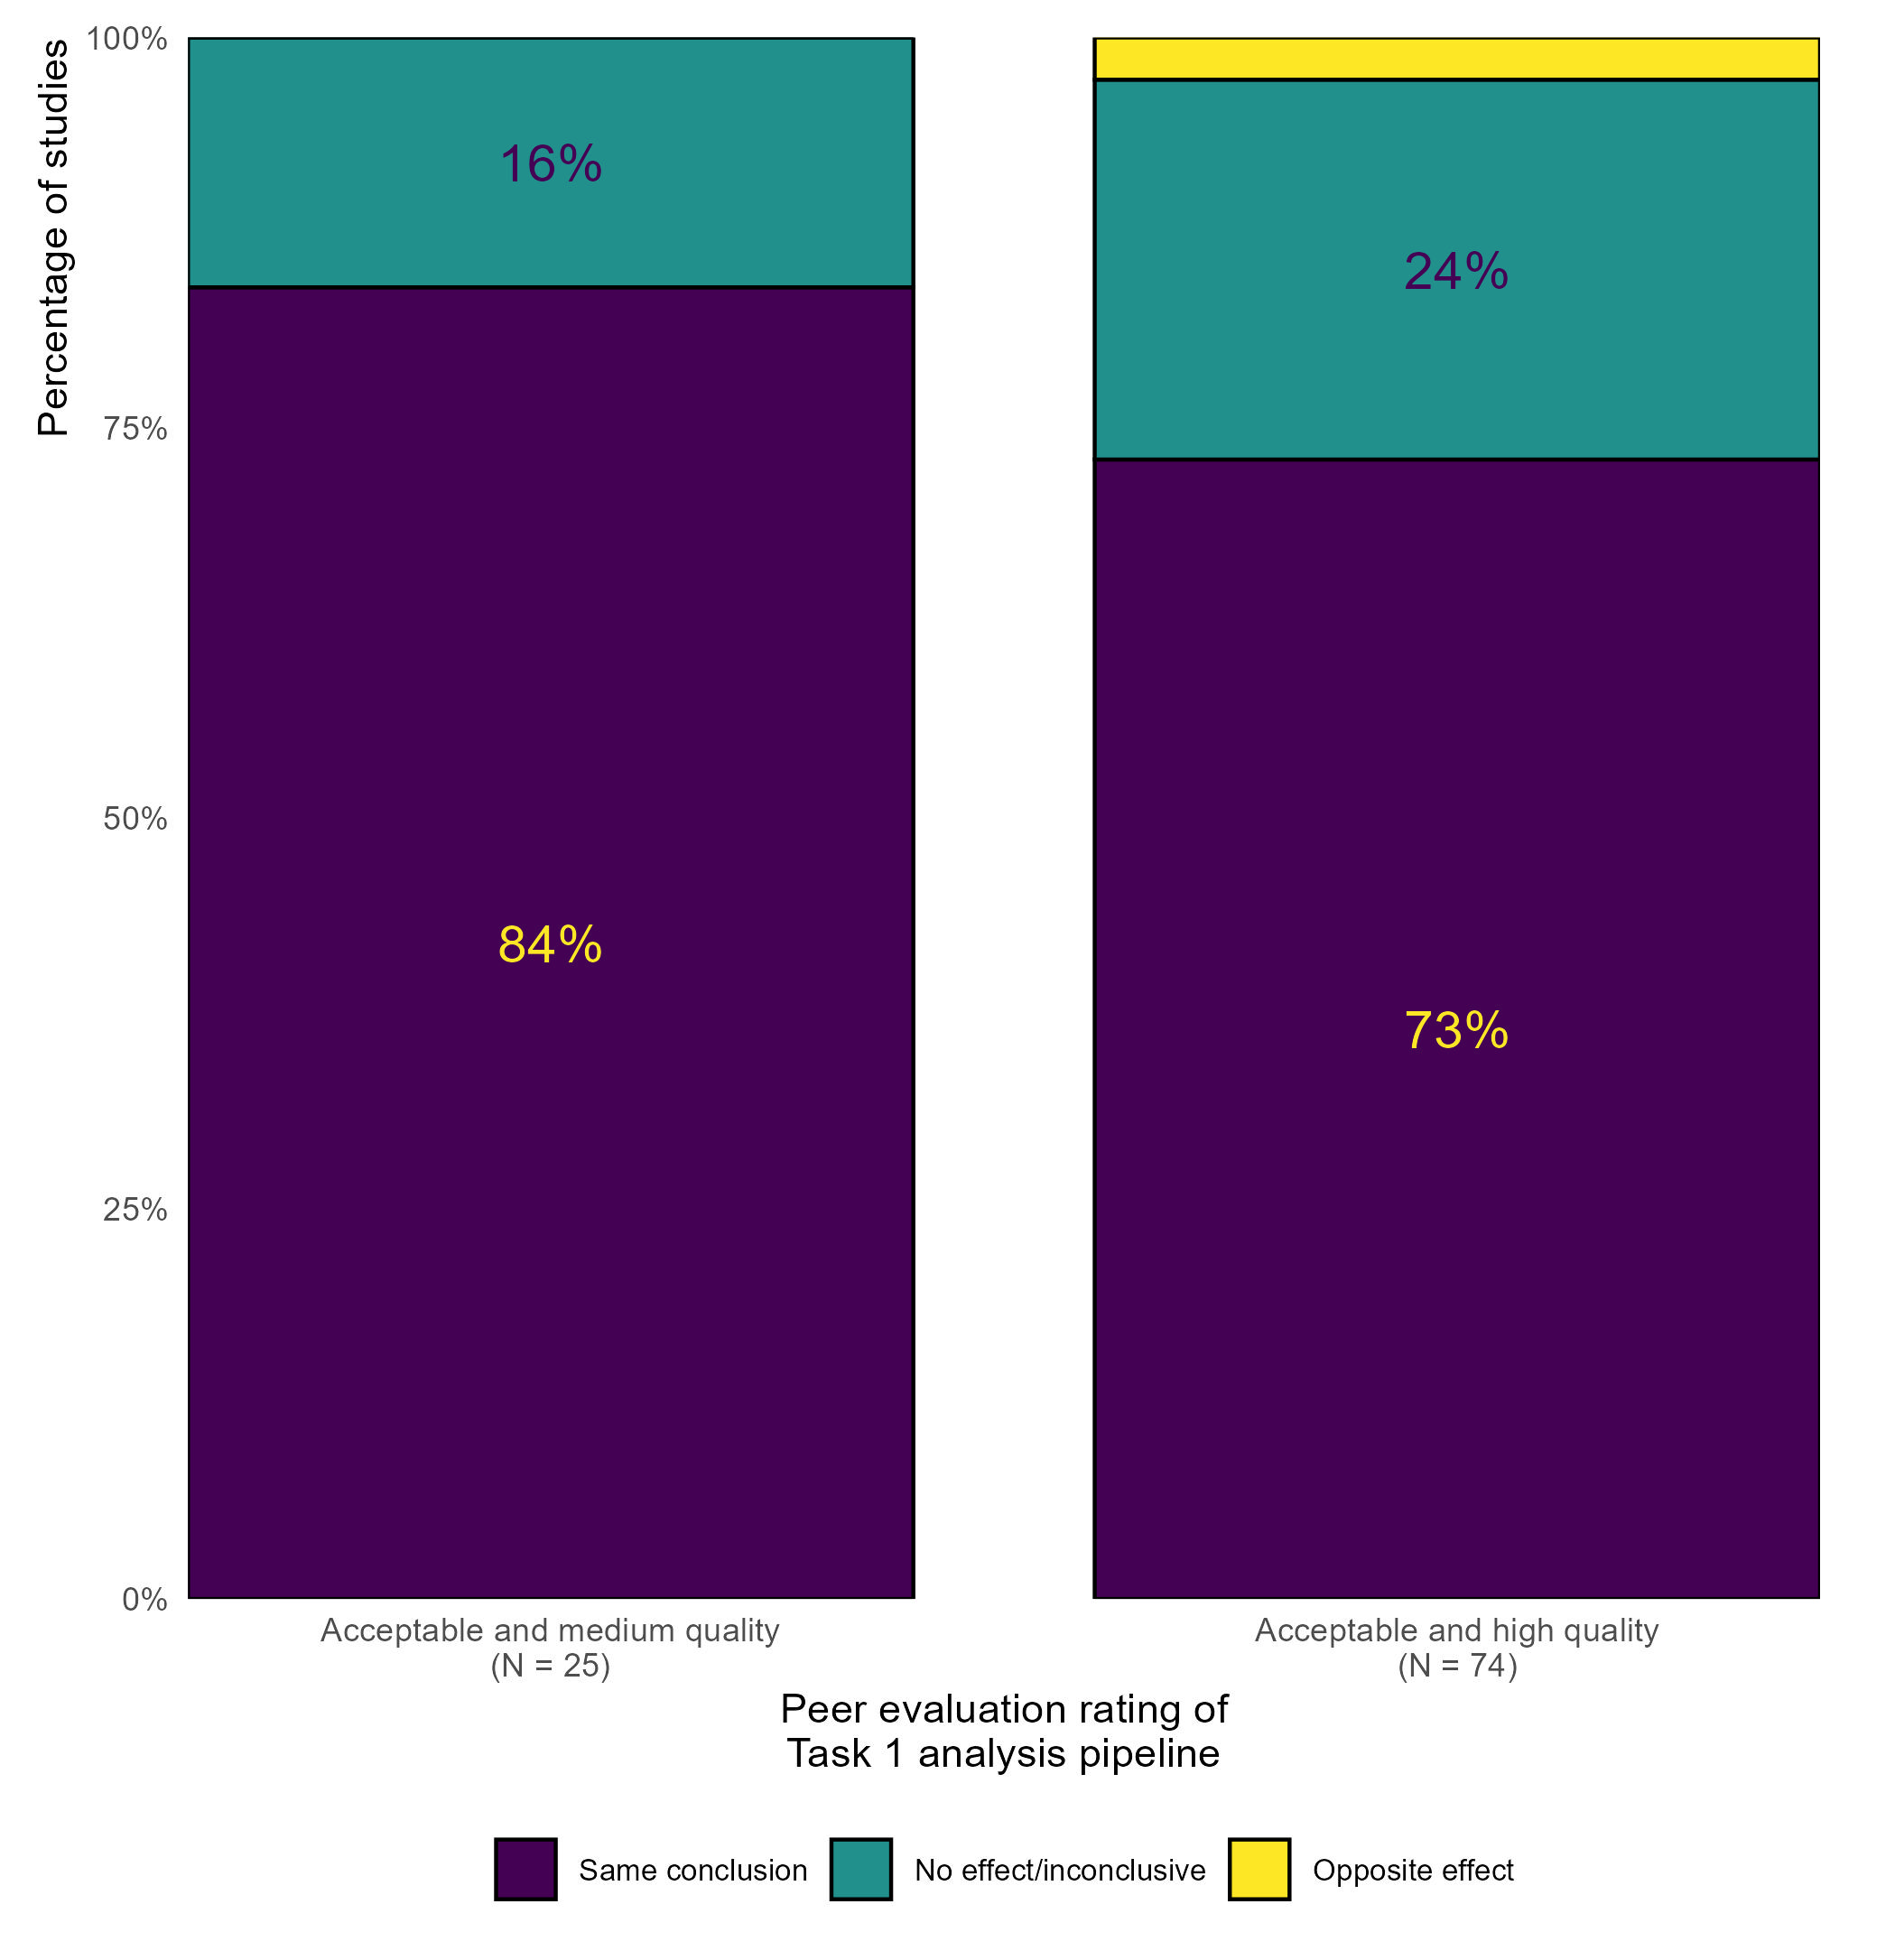 Percentage of studies
100%
75%
50%
25%
0%
16%
84%
24%
73%
Acceptable and medium quality
(N = 25)
Acceptable and high quality
(N = 74)
Peer evaluation rating of
Task 1 analysis pipeline
Same conclusion
No effect/inconclusive
Opposite effect